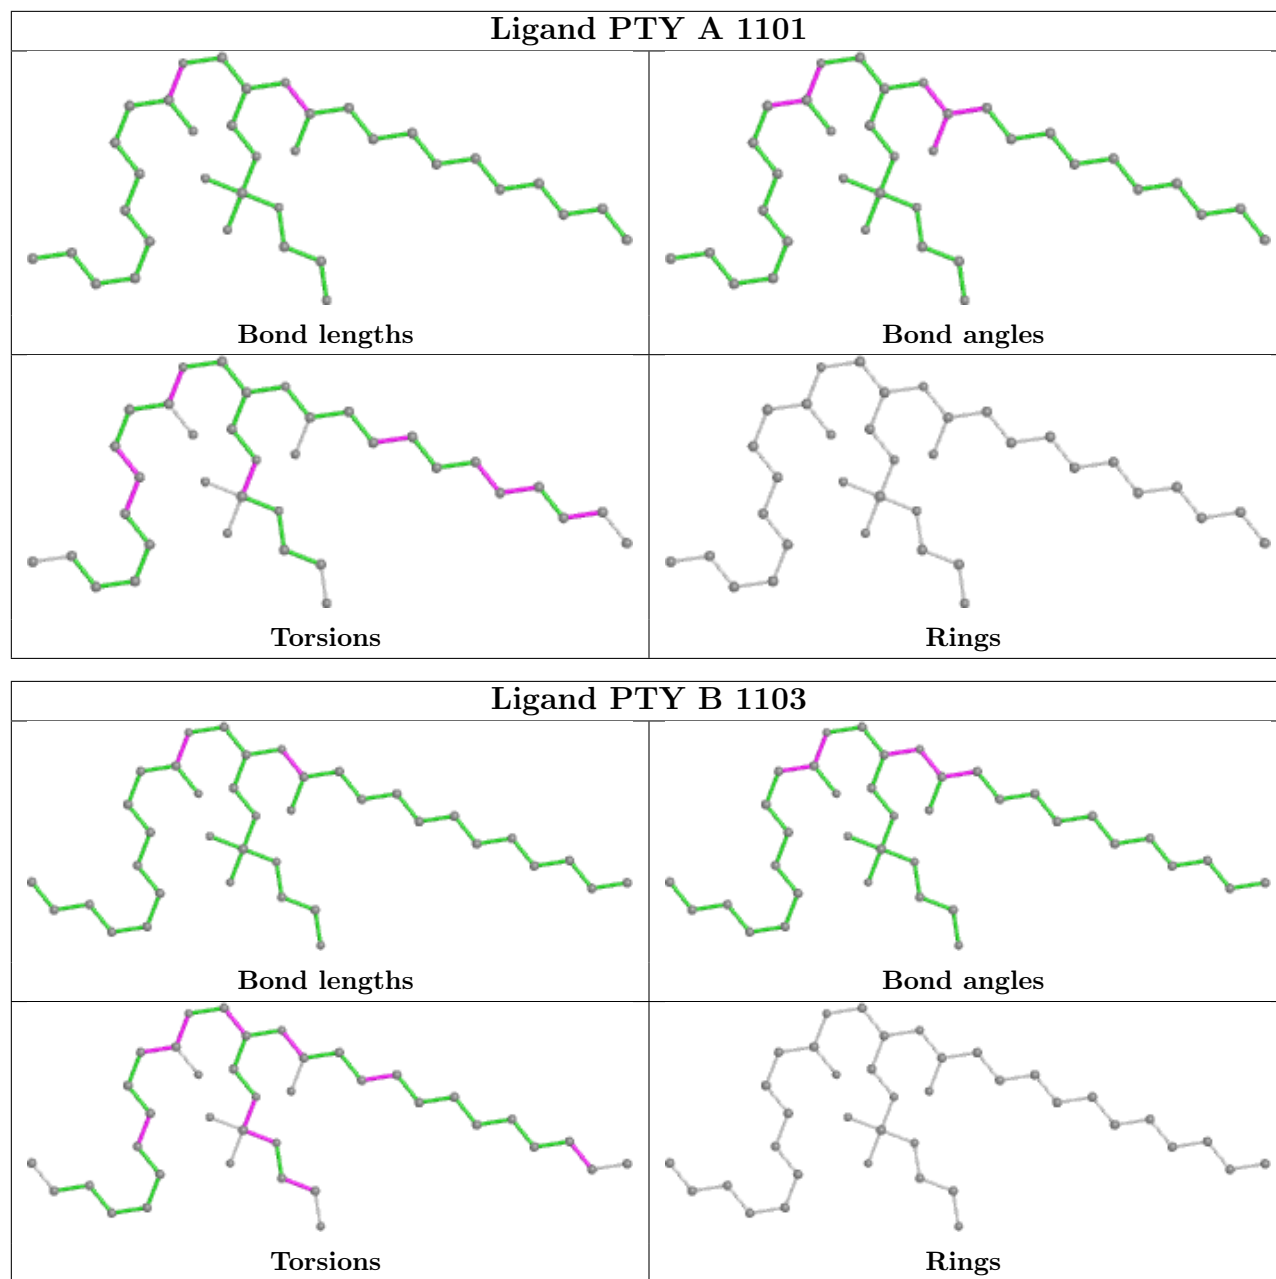 Ligand PTY A 1101
Bond lengths
Bond angles
Torsions
Rings
Ligand PTY B 1103
Bond lengths
Bond angles
Torsions
Rings